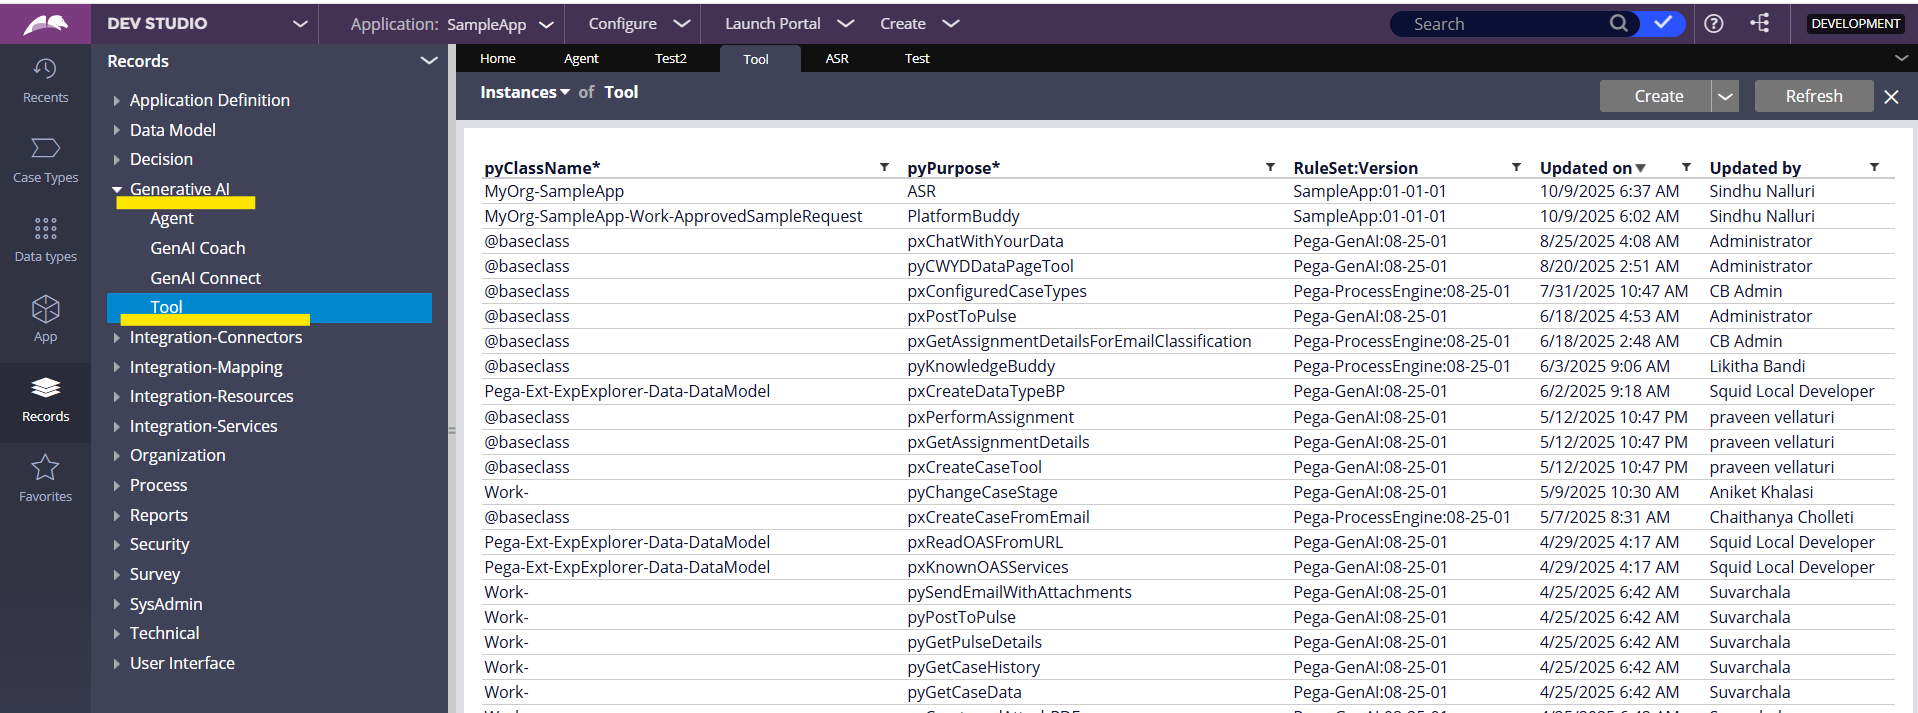 DEV STUDIO
Application: SampleApp
Configure
Launch Portal
Create
Search
DEVELOPMENT
Recents
Case Types
Data types
App
Records
Favorites
Records
Application Definition
Data Model
Decision
Generative AI
Agent
GenAI Coach
GenAI Connect
Tool
Integration-Connectors
Integration-Mapping
Integration-Resources
Integration-Services
Organization
Process
Reports
Security
Survey
SysAdmin
Technical
User Interface
Home Agent Test2 Tool ASR Test
Instances of Tool
Create
Refresh
pyClassName* pyPurpose* RuleSet:Version Updated on Updated by
MyOrg-SampleApp ASR SampleApp:01-01-01 10/9/2025 6:37 AM Sindhu Nalluri
MyOrg-SampleApp-Work-ApprovedSampleRequest PlatformBuddy SampleApp:01-01-01 10/9/2025 6:02 AM Sindhu Nalluri
@baseclass pxChatWithYourData Pega-GenAI:08-25-01 8/25/2025 4:08 AM Administrator
@baseclass pyCWYDDataPageTool Pega-GenAI:08-25-01 8/20/2025 2:51 AM Administrator
@baseclass pxConfiguredCaseTypes Pega-ProcessEngine:08-25-01 7/31/2025 10:47 AM CB Admin
@baseclass pxPostToPulse Pega-GenAI:08-25-01 6/18/2025 4:53 AM Administrator
@baseclass pxGetAssignmentDetailsForEmailClassification Pega-ProcessEngine:08-25-01 6/18/2025 2:48 AM CB Admin
@baseclass pyKnowledgeBuddy Pega-ProcessEngine:08-25-01 6/3/2025 9:06 AM Likitha Bandi
Pega-Ext-ExpExplorer-Data-DataModel pxCreateDataTypeBP Pega-GenAI:08-25-01 6/2/2025 9:18 AM Squid Local Developer
@baseclass pxPerformAssignment Pega-GenAI:08-25-01 5/12/2025 10:47 PM praveen vellaturi
@baseclass pxGetAssignmentDetails Pega-GenAI:08-25-01 5/12/2025 10:47 PM praveen vellaturi
@baseclass pxCreateCaseTool Pega-GenAI:08-25-01 5/12/2025 10:47 PM praveen vellaturi
Work- pyChangeCaseStage Pega-GenAI:08-25-01 5/9/2025 10:30 AM Aniket Khalasi
@baseclass pxCreateCaseFromEmail Pega-ProcessEngine:08-25-01 5/7/2025 8:31 AM Chaithanya Cholleti
Pega-Ext-ExpExplorer-Data-DataModel pxReadOASFromURL Pega-GenAI:08-25-01 4/29/2025 4:17 AM Squid Local Developer
Pega-Ext-ExpExplorer-Data-DataModel pxKnownOASServices Pega-GenAI:08-25-01 4/29/2025 4:17 AM Squid Local Developer
Work- pySendEmailWithAttachments Pega-GenAI:08-25-01 4/25/2025 6:42 AM Suvarchala
Work- pyPostToPulse Pega-GenAI:08-25-01 4/25/2025 6:42 AM Suvarchala
Work- pyGetPulseDetails Pega-GenAI:08-25-01 4/25/2025 6:42 AM Suvarchala
Work- pyGetCaseHistory Pega-GenAI:08-25-01 4/25/2025 6:42 AM Suvarchala
Work- pyGetCaseData Pega-GenAI:08-25-01 4/25/2025 6:42 AM Suvarchala